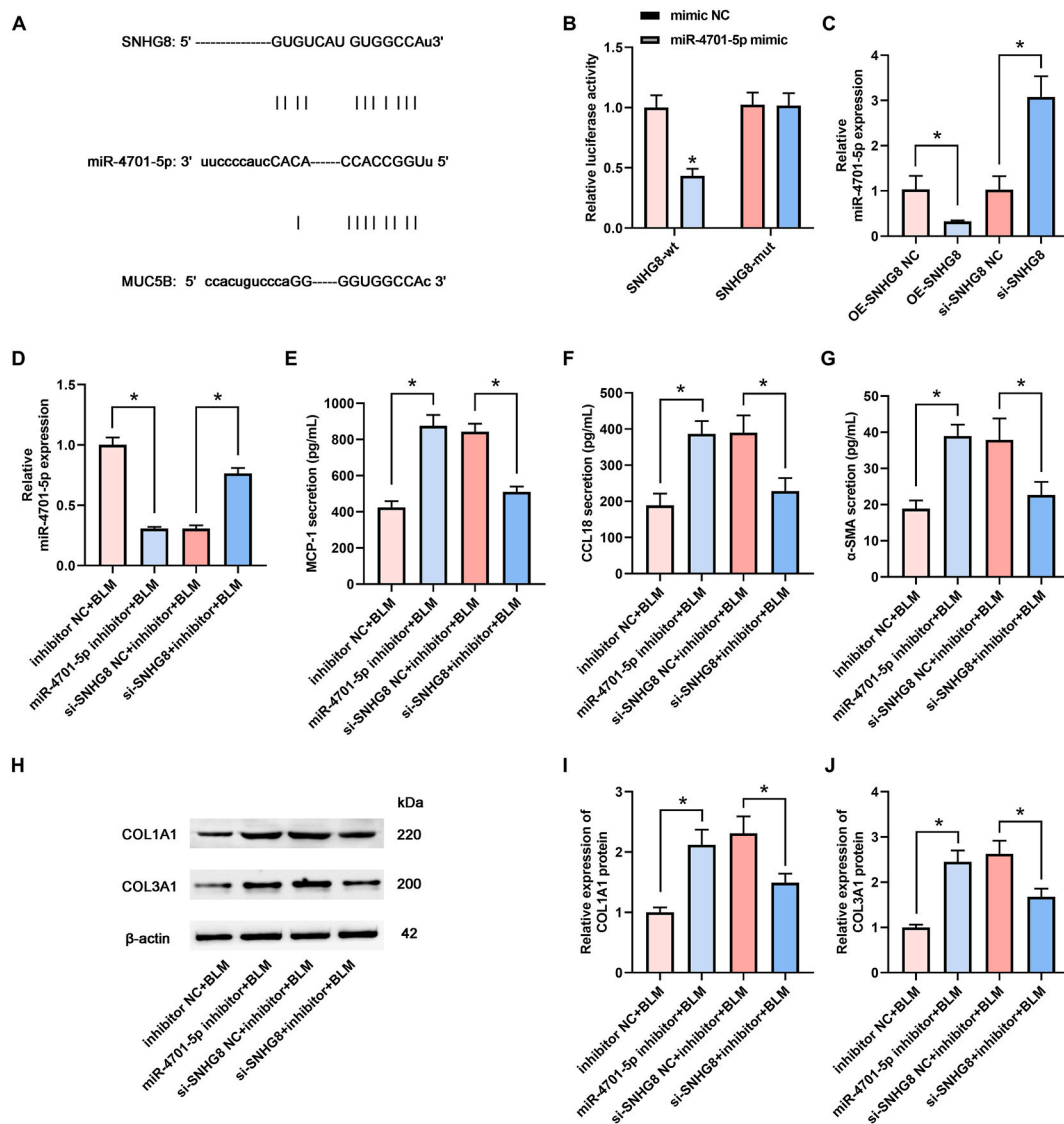 A
SNHG8: 5' ---------------GUGUCAU GUGGCCAu3'
miR-4701-5p: 3' uuccccaucCACA------CCACCGGUu 5'
MUC5B: 5' ccacugucccaGG-----GGUGGCCAc 3'
B
mimic NC
miR-4701-5p mimic
Relative luciferase activity
1.5
1.0
0.5
0.0
*
SNHG8-wt
SNHG8-mut
C
Relative
miR-4701-5p expression
4
3
2
1
0
*
*
OE-SNHG8 NC
OE-SNHG8
si-SNHG8 NC
si-SNHG8
D
Relative
miR-4701-5p expression
1.5
1.0
0.5
0.0
*
*
inhibitor NC+BLM
miR-4701-5p inhibitor+BLM
si-SNHG8 NC+inhibitor+BLM
si-SNHG8+inhibitor+BLM
E
MCP-1 secretion (pg/mL)
1000
800
600
400
200
0
*
*
inhibitor NC+BLM
miR-4701-5p inhibitor+BLM
si-SNHG8 NC+inhibitor+BLM
si-SNHG8+inhibitor+BLM
F
CCL18 secretion (pg/mL)
500
400
300
200
100
0
*
*
inhibitor NC+BLM
miR-4701-5p inhibitor+BLM
si-SNHG8 NC+inhibitor+BLM
si-SNHG8+inhibitor+BLM
G
α-SMA scretion (pg/mL)
50
40
30
20
10
0
*
*
inhibitor NC+BLM
miR-4701-5p inhibitor+BLM
si-SNHG8 NC+inhibitor+BLM
si-SNHG8+inhibitor+BLM
H
kDa
COL1A1 220
COL3A1 200
β-actin 42
inhibitor NC+BLM
miR-4701-5p inhibitor+BLM
si-SNHG8 NC+inhibitor+BLM
si-SNHG8+inhibitor+BLM
I
Relative expression of
COL1A1 protein
3
2
1
0
*
*
inhibitor NC+BLM
miR-4701-5p inhibitor+BLM
si-SNHG8 NC+inhibitor+BLM
si-SNHG8+inhibitor+BLM
J
Relative expression of
COL3A1 protein
4
3
2
1
0
*
*
inhibitor NC+BLM
miR-4701-5p inhibitor+BLM
si-SNHG8 NC+inhibitor+BLM
si-SNHG8+inhibitor+BLM